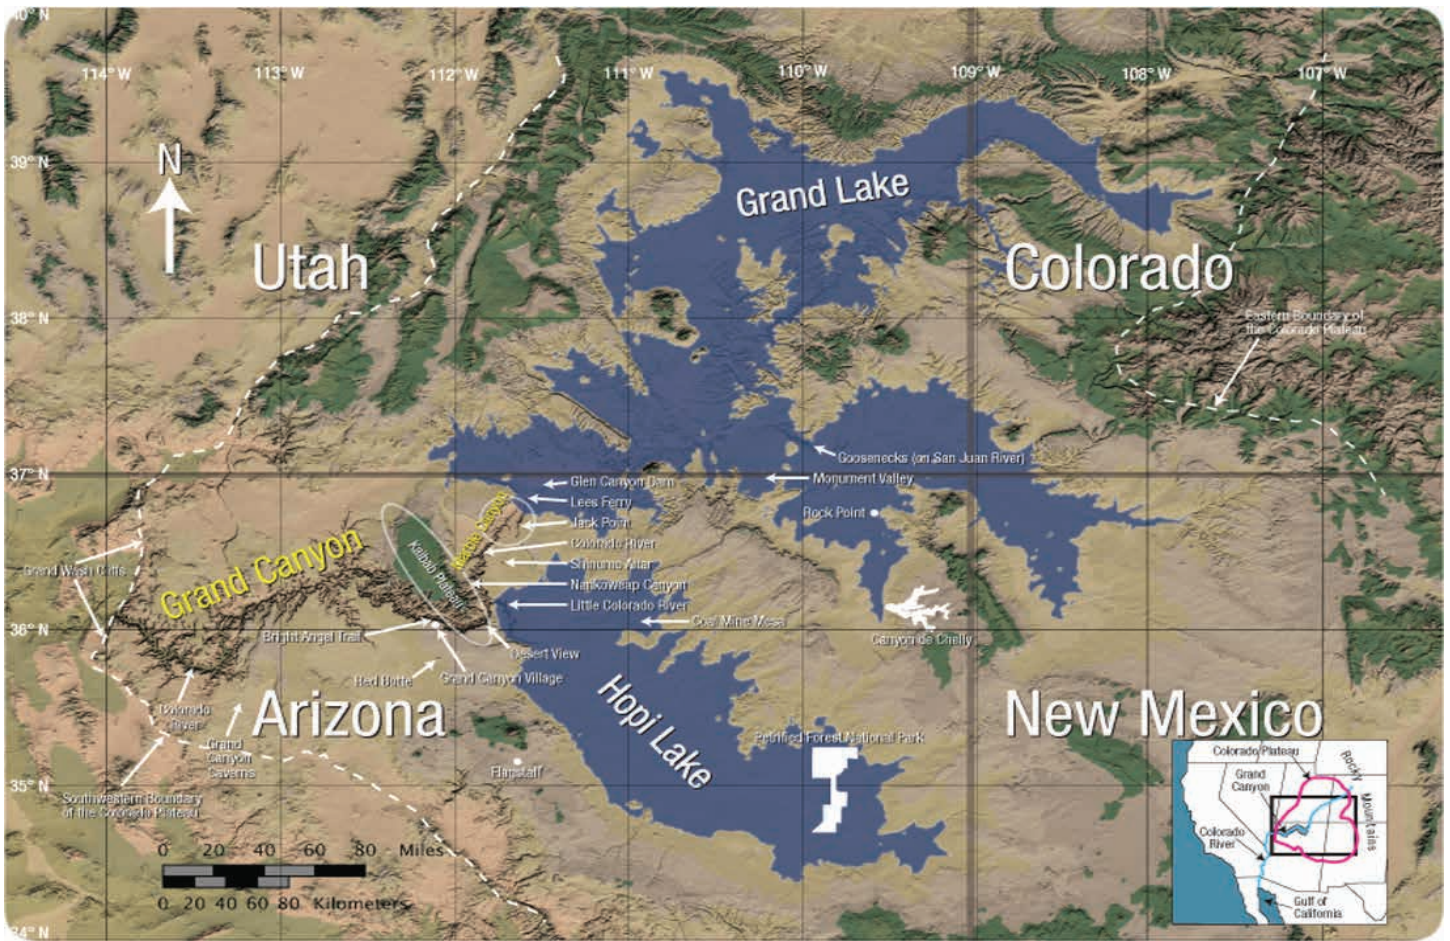 40° N
114° W
113° W
112° W
111° W
110° W
109° W
108° W
107° W
39° N
N
Grand Lake
Utah
Colorado
38° N
Eastern Boundary of
the Colorado Plateau
37° N
Goosenecks (on San Juan River)
Glen Canyon Dam
Monument Valley
Lees Ferry
Rock Point
Jack Point
Marble Canyon
Colorado River
Grand Canyon
Kaibab Plateau
Shinumo Altar
Grand Wash Cliffs
Nankoweap Canyon
Little Colorado River
Coal Mine Mesa
36° N
Bright Angel Trail
Canyon de Chelly
Desert View
Red Butte
Grand Canyon Village
Hopi Lake
Arizona
New Mexico
Colorado
River
Grand
Canyon
Caverns
Petrified Forest National Park
Flagstaff
35° N
Southwestern Boundary
of the Colorado Plateau
0 20 40 60 80 Miles
0 20 40 60 80 Kilometers
34° N
Colorado Plateau
Rocky Mountains
Grand
Canyon
Colorado
River
Gulf of
California